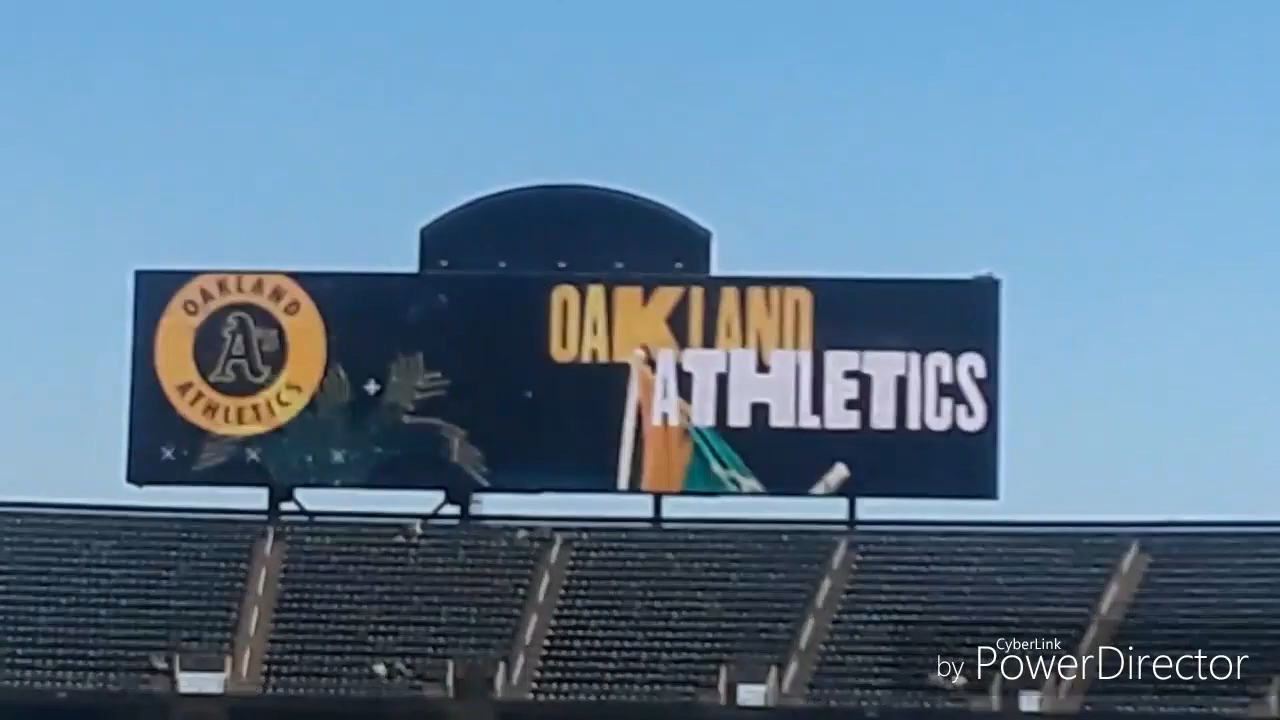 OAKLAND
A's
ATHLETICS
OAKLAND
ATHLETICS
CyberLink
by PowerDirector